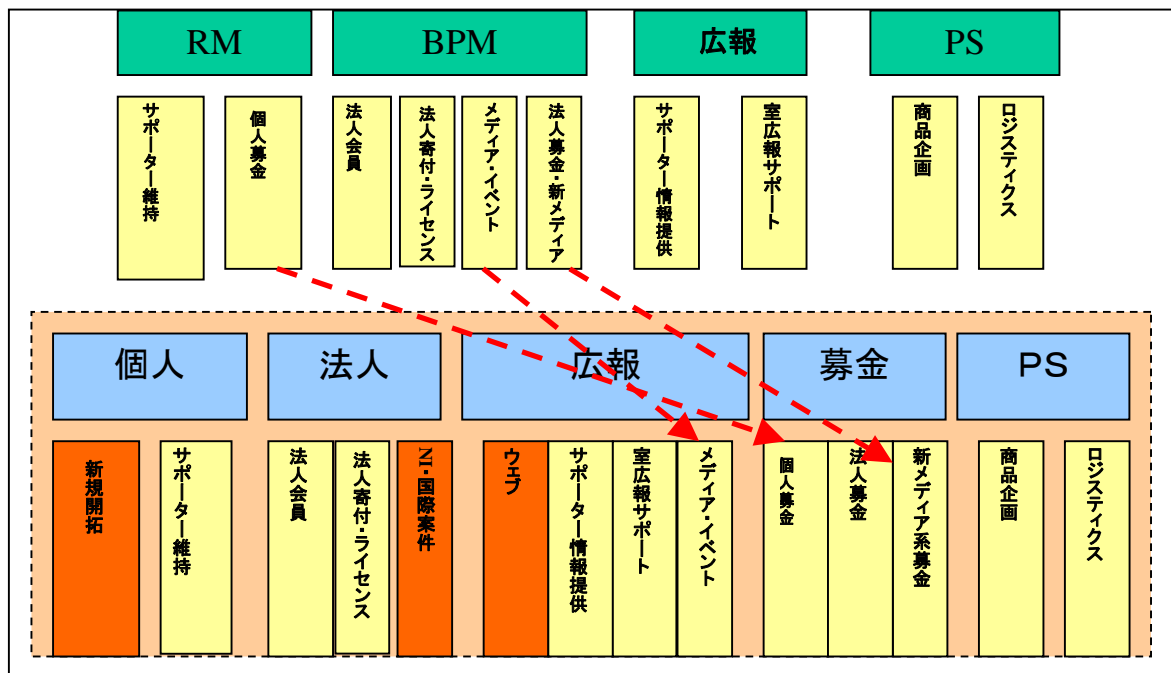 RM
BPM
広報
PS
サポーター維持
個人募金
法人会員
法人寄付・ライセンス
メディア・イベント
法人募金・新メディア
サポーター情報提供
室広報サポート
商品企画
ロジスティクス
個人
法人
広報
募金
PS
新規開拓
サポーター維持
法人会員
法人寄付・ライセンス
NI・国際案件
ウェブ
サポーター情報提供
室広報サポート
メディア・イベント
個人募金
法人募金
新メディア系募金
商品企画
ロジスティクス